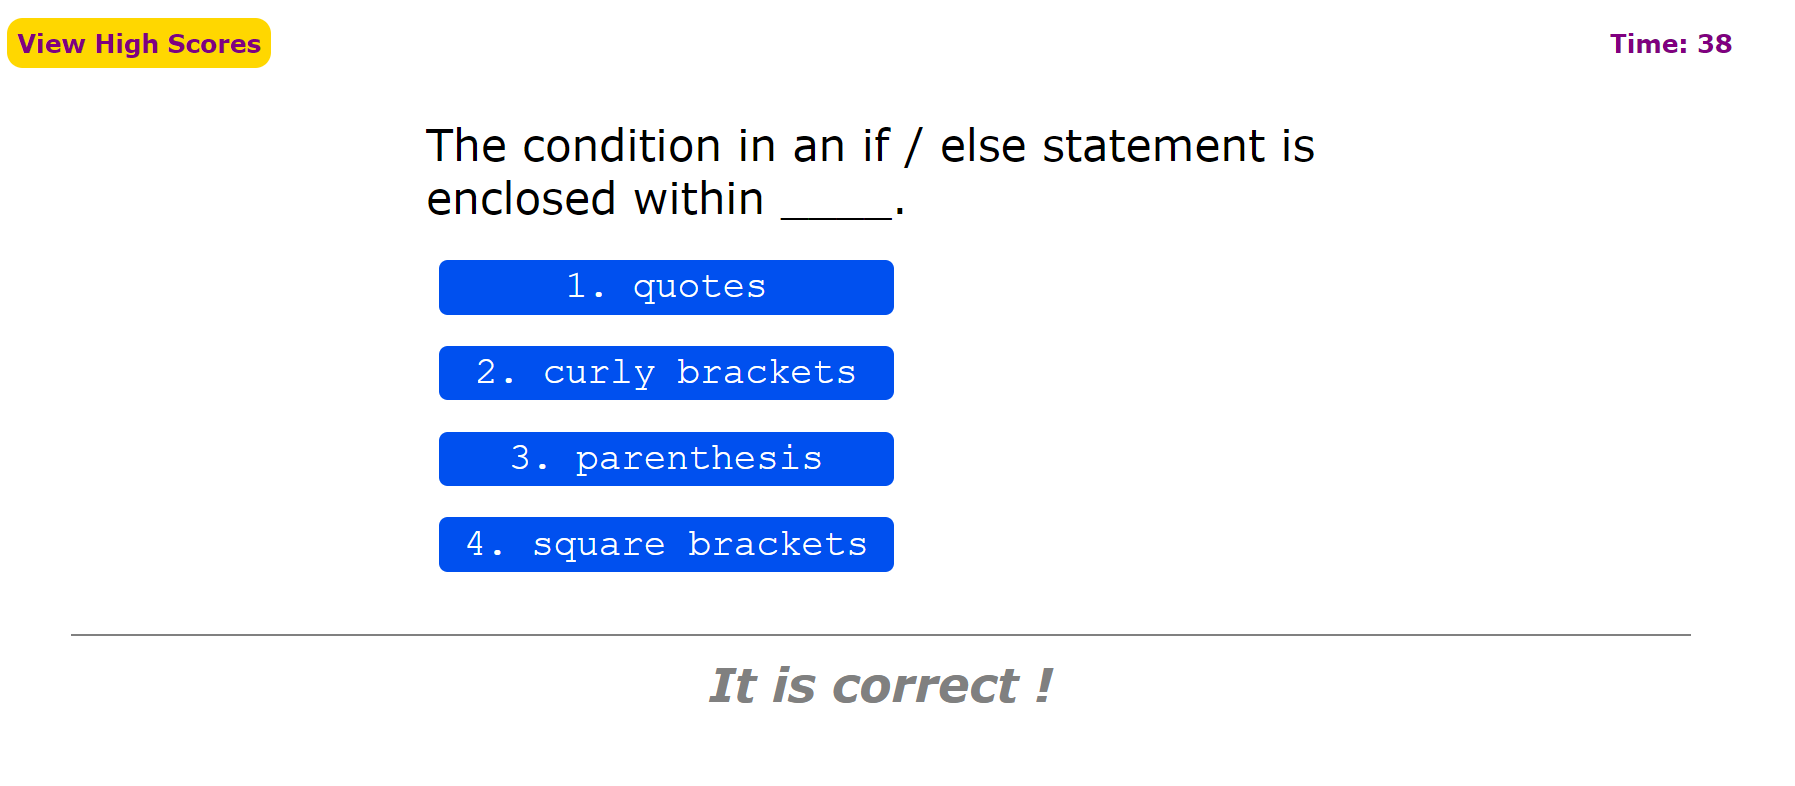 View High Scores
Time: 38
The condition in an if / else statement is
enclosed within _____.
1. quotes
2. curly brackets
3. parenthesis
4. square brackets
It is correct !